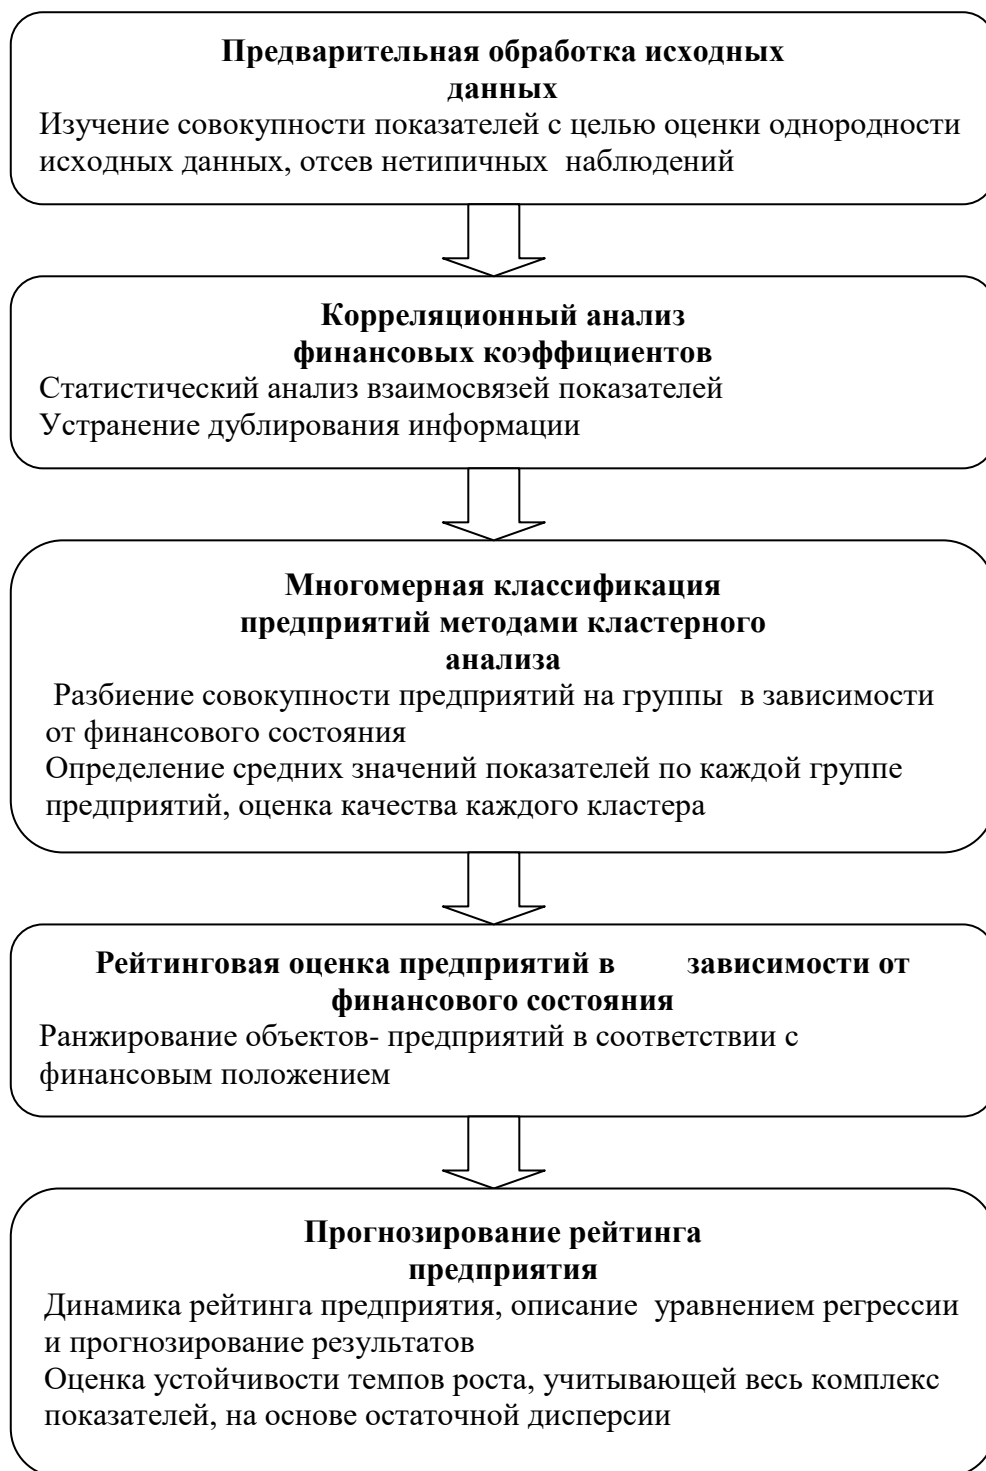 Предварительная обработка исходных
данных
Изучение совокупности показателей с целью оценки однородности
исходных данных, отсев нетипичных наблюдений
Корреляционный анализ
финансовых коэффициентов
Статистический анализ взаимосвязей показателей
Устранение дублирования информации
Многомерная классификация
предприятий методами кластерного
анализа
Разбиение совокупности предприятий на группы в зависимости
от финансового состояния
Определение средних значений показателей по каждой группе
предприятий, оценка качества каждого кластера
Рейтинговая оценка предприятий в зависимости от
финансового состояния
Ранжирование объектов- предприятий в соответствии с
финансовым положением
Прогнозирование рейтинга
предприятия
Динамика рейтинга предприятия, описание уравнением регрессии
и прогнозирование результатов
Оценка устойчивости темпов роста, учитывающей весь комплекс
показателей, на основе остаточной дисперсии